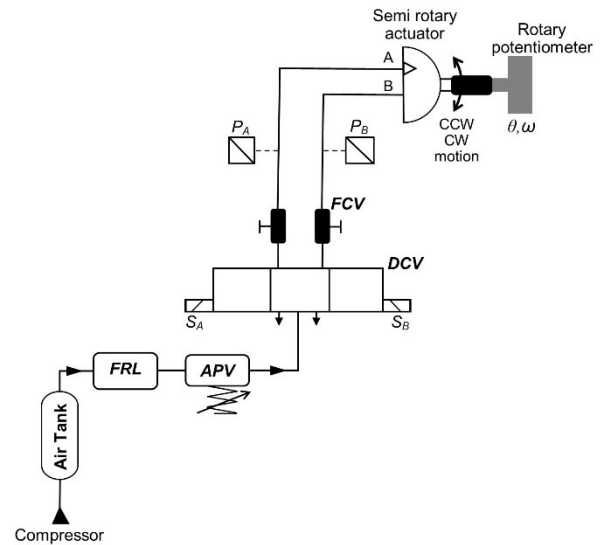 Semi rotary
actuator
Rotary
potentiometer
A
B
CCW
CW
motion
θ,ω
P_A
P_B
FCV
DCV
S_A
S_B
FRL
APV
Air Tank
Compressor